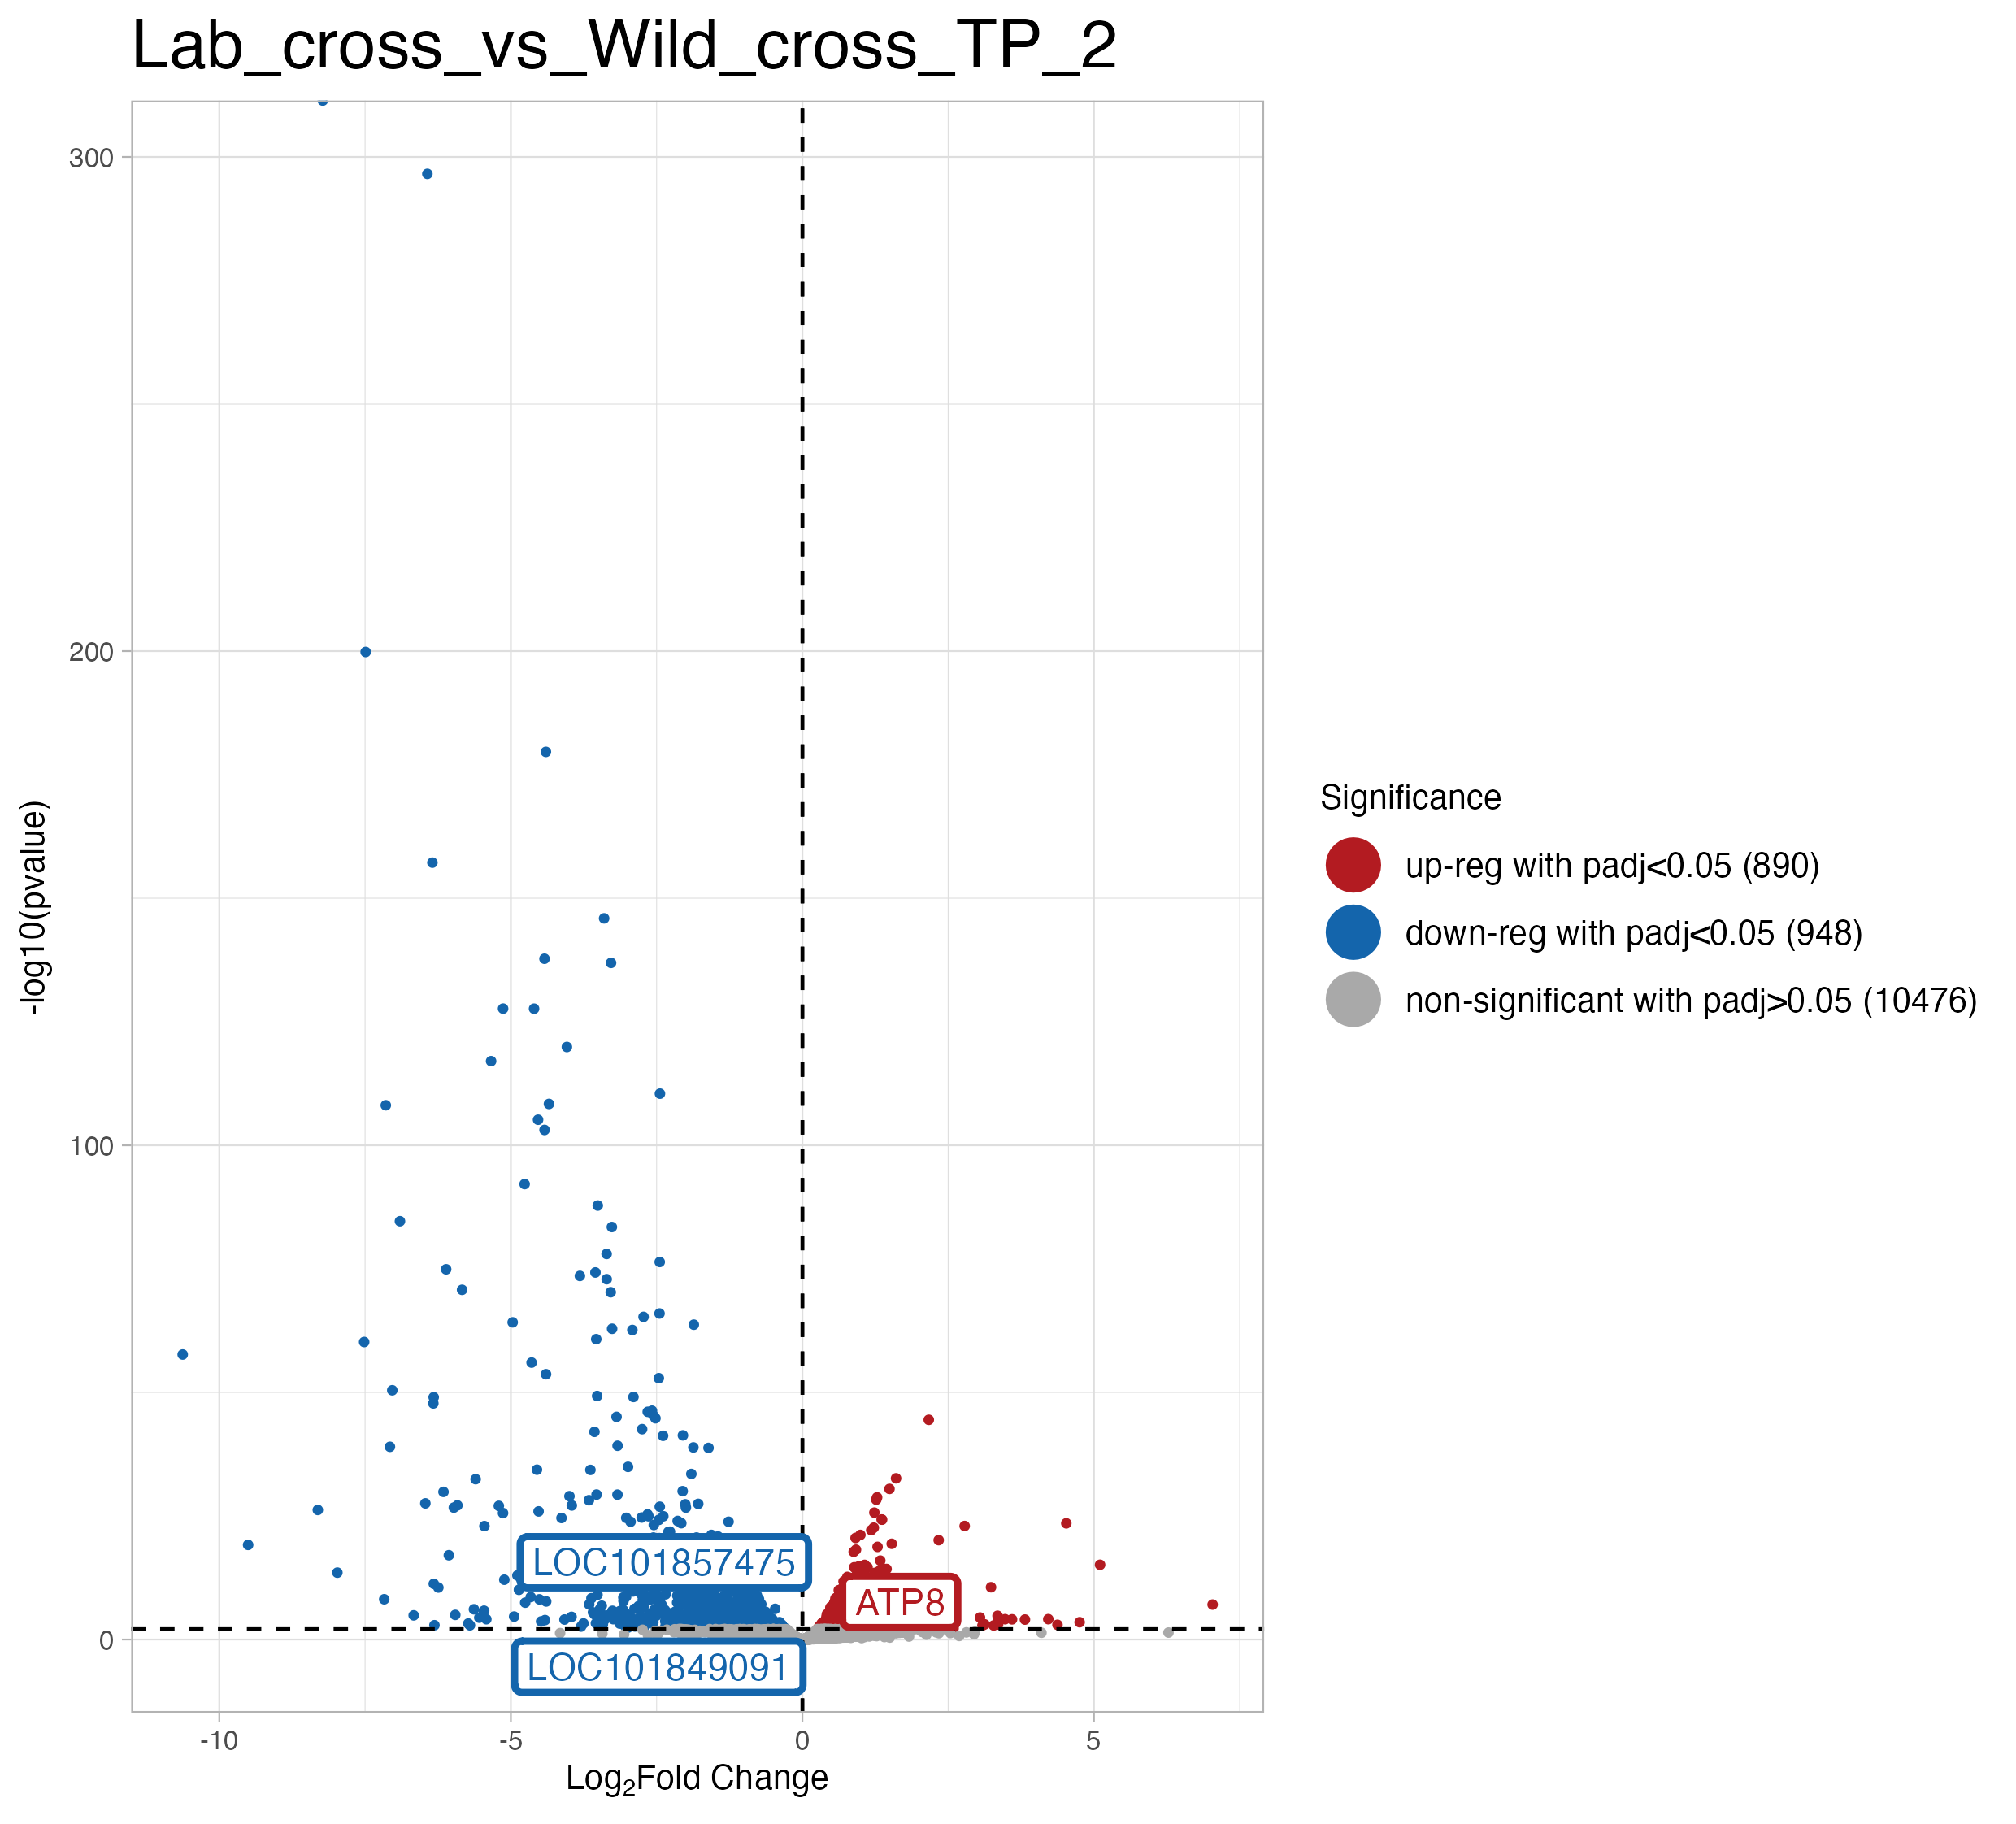 Lab_cross_vs_Wild_cross_TP_2
300
200
100
0
-log10(pvalue)
LOC101857475
ATP8
LOC101849091
-10
-5
0
5
Log₂Fold Change
Significance
up-reg with padj<0.05 (890)
down-reg with padj<0.05 (948)
non-significant with padj>0.05 (10476)